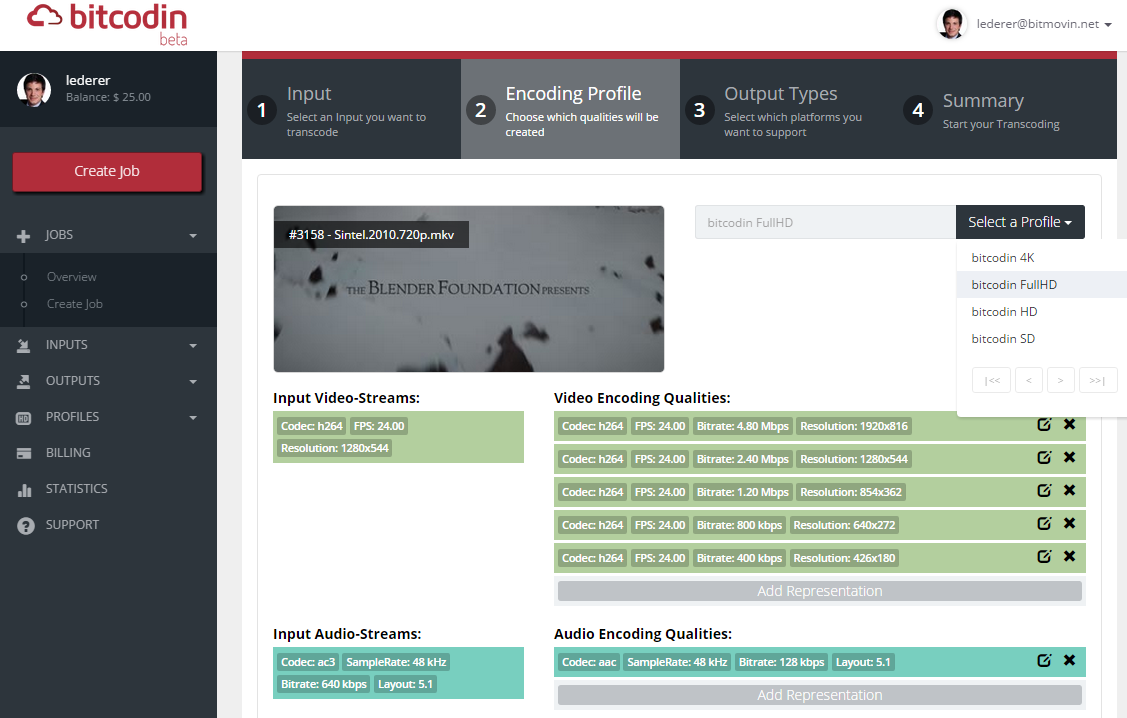 bitcodin
beta
lederer@bitmovin.net
lederer
Balance: $ 25.00
Create Job
JOBS
Overview
Create Job
INPUTS
OUTPUTS
HD
PROFILES
BILLING
STATISTICS
?
SUPPORT
1
Input
Select an Input you want to
transcode
2
Encoding Profile
Choose which qualities will be
created
3
Output Types
Select which platforms you
want to support
4
Summary
Start your Transcoding
#3158 - Sintel.2010.720p.mkv
THE BLENDER FOUNDATION PRESENTS
bitcodin FullHD
Select a Profile
bitcodin 4K
bitcodin FullHD
bitcodin HD
bitcodin SD
|<< < > >>|
Input Video-Streams:
Codec: h264 FPS: 24.00
Resolution: 1280x544
Video Encoding Qualities:
Codec: h264 FPS: 24.00 Bitrate: 4.80 Mbps Resolution: 1920x816
Codec: h264 FPS: 24.00 Bitrate: 2.40 Mbps Resolution: 1280x544
Codec: h264 FPS: 24.00 Bitrate: 1.20 Mbps Resolution: 854x362
Codec: h264 FPS: 24.00 Bitrate: 800 kbps Resolution: 640x272
Codec: h264 FPS: 24.00 Bitrate: 400 kbps Resolution: 426x180
Add Representation
Input Audio-Streams:
Codec: ac3 SampleRate: 48 kHz
Bitrate: 640 kbps Layout: 5.1
Audio Encoding Qualities:
Codec: aac SampleRate: 48 kHz Bitrate: 128 kbps Layout: 5.1
Add Representation